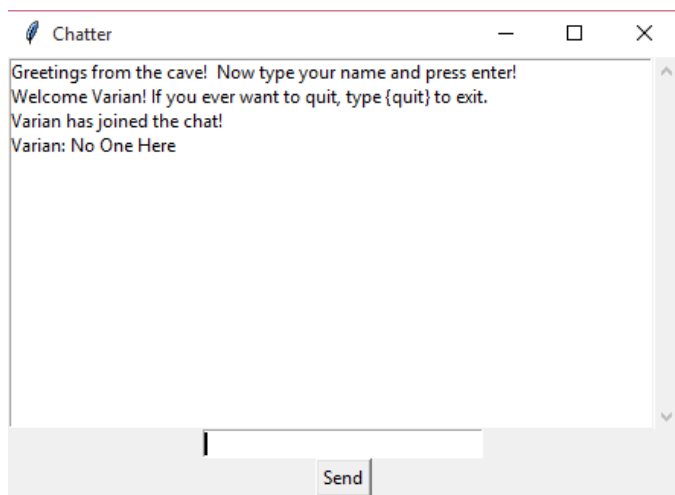 Chatter
Greetings from the cave!  Now type your name and press enter!
Welcome Varian! If you ever want to quit, type {quit} to exit.
Varian has joined the chat!
Varian: No One Here
Send